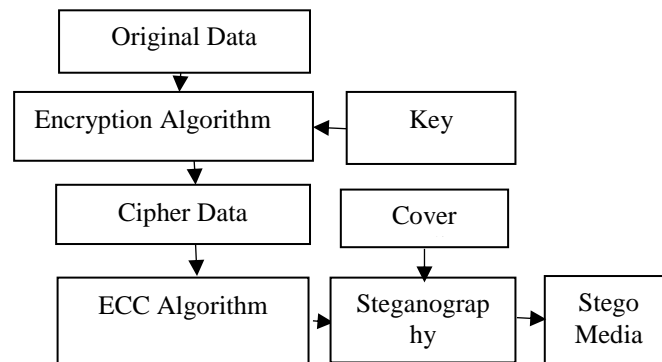 Original Data
Encryption Algorithm
Key
Cipher Data
Cover
ECC Algorithm
Steganograp
hy
Stego
Media